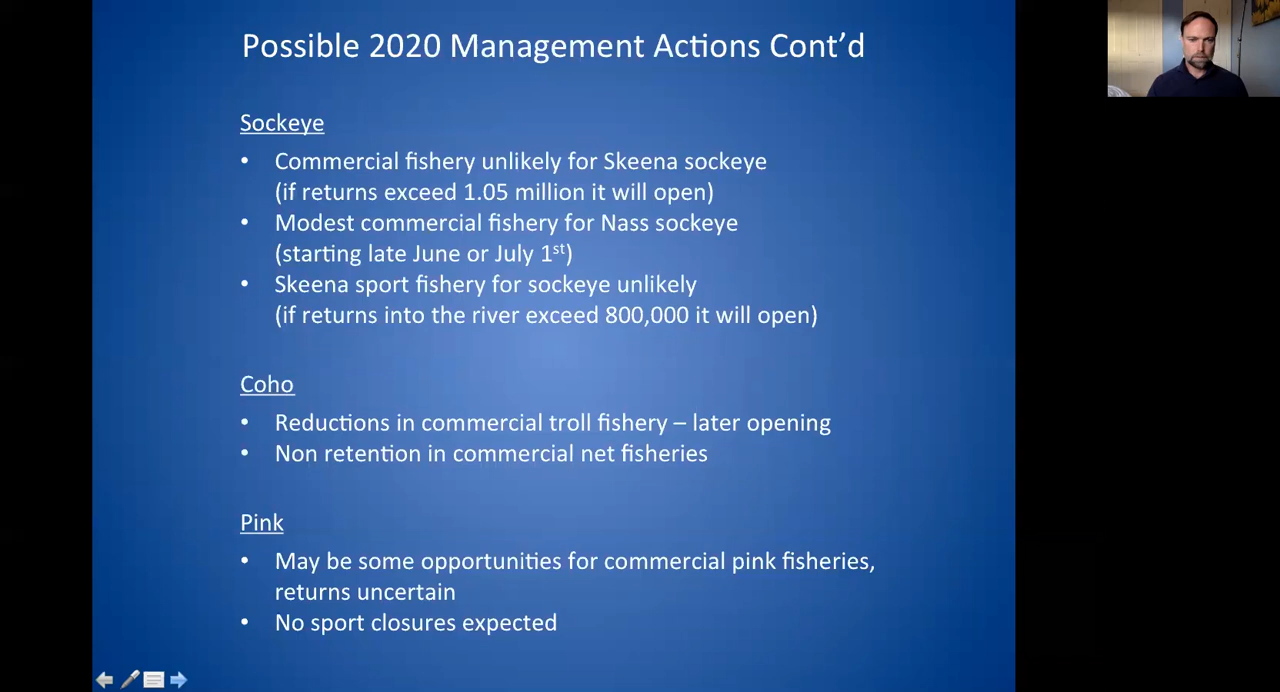 Possible 2020 Management Actions Cont’d
Sockeye
• Commercial fishery unlikely for Skeena sockeye
(if returns exceed 1.05 million it will open)
• Modest commercial fishery for Nass sockeye
(starting late June or July 1st)
• Skeena sport fishery for sockeye unlikely
(if returns into the river exceed 800,000 it will open)
Coho
• Reductions in commercial troll fishery – later opening
• Non retention in commercial net fisheries
Pink
• May be some opportunities for commercial pink fisheries,
returns uncertain
• No sport closures expected